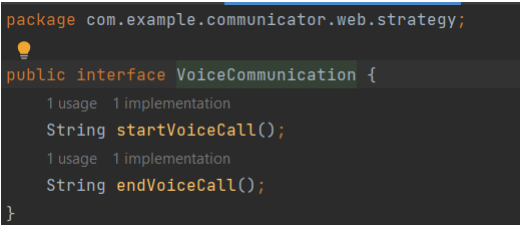 package com.example.communicator.web.strategy;
public interface VoiceCommunication {
1 usage 1 implementation
String startVoiceCall();
1 usage 1 implementation
String endVoiceCall();
}